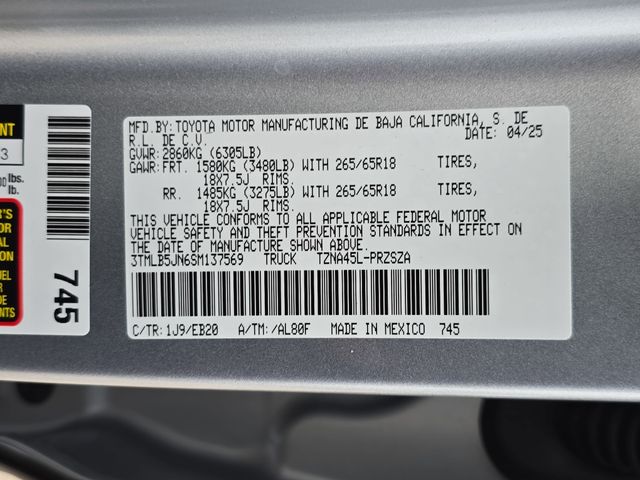 MFD.BY:TOYOTA MOTOR MANUFACTURING DE BAJA CALIFORNIA, S. DE
R.L. DE C.V. DATE: 04/25
GVWR: 2860KG (6305LB)
GAWR: FRT. 1580KG (3480LB) WITH 265/65R18 TIRES,
18X7.5J RIMS.
RR. 1485KG (3275LB) WITH 265/65R18 TIRES,
18X7.5J RIMS.
THIS VEHICLE CONFORMS TO ALL APPLICABLE FEDERAL MOTOR
VEHICLE SAFETY AND THEFT PREVENTION STANDARDS IN EFFECT ON
THE DATE OF MANUFACTURE SHOWN ABOVE.
3TMLB5JN6SM137569 TRUCK TZNA45L-PRZSZA
C/TR: 1J9/EB20 A/TM: /AL80F MADE IN MEXICO 745
3
lbs.
lb.
745